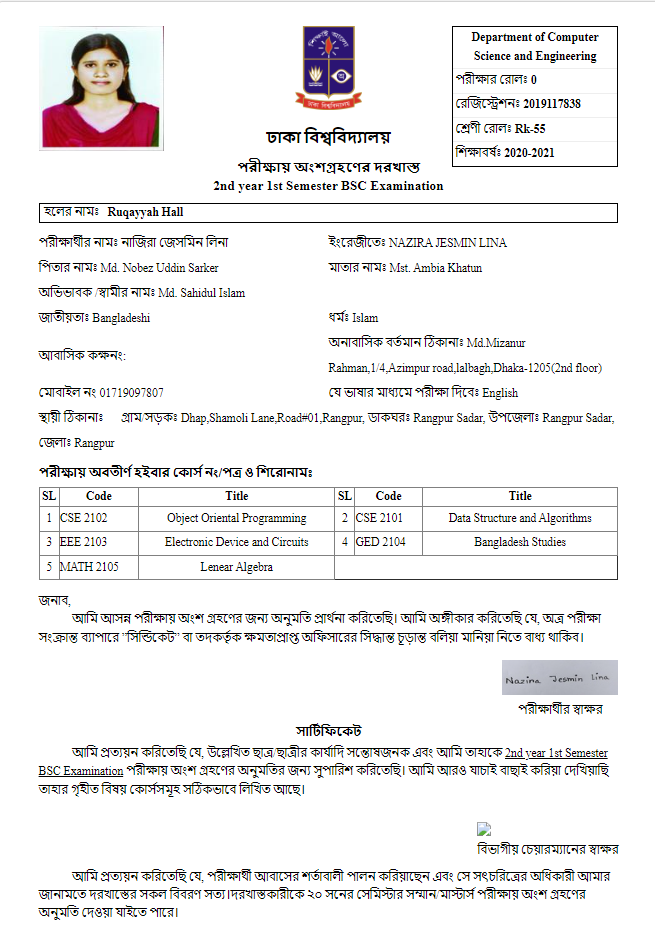 শিক্ষাই আলো
ঢাকা বিশ্ববিদ্যালয়
ঢাকা বিশ্ববিদ্যালয়
পরীক্ষায় অংশগ্রহণের দরখাস্ত
2nd year 1st Semester BSC Examination
Department of Computer
Science and Engineering
পরীক্ষার রোলঃ 0
রেজিস্ট্রেশনঃ 2019117838
শ্রেণী রোলঃ Rk-55
শিক্ষাবর্ষঃ 2020-2021
হলের নামঃ Ruqayyah Hall
পরীক্ষার্থীর নামঃ নাজিরা জেসমিন লিনা ইংরেজীতেঃ NAZIRA JESMIN LINA
পিতার নামঃ Md. Nobez Uddin Sarker মাতার নামঃ Mst. Ambia Khatun
অভিভাবক /স্বামীর নামঃ Md. Sahidul Islam
জাতীয়তাঃ Bangladeshi ধর্মঃ Islam
আবাসিক কক্ষনং: অনাবাসিক বর্তমান ঠিকানাঃ Md.Mizanur
Rahman,1/4,Azimpur road,lalbagh,Dhaka-1205(2nd floor)
মোবাইল নং 01719097807 যে ভাষার মাধ্যমে পরীক্ষা দিবেঃ English
স্থায়ী ঠিকানাঃ গ্রাম/সড়কঃ Dhap,Shamoli Lane,Road#01,Rangpur, ডাকঘরঃ Rangpur Sadar, উপজেলাঃ Rangpur Sadar,
জেলাঃ Rangpur
পরীক্ষায় অবতীর্ণ হইবার কোর্স নং/পত্র ও শিরোনামঃ
SL Code Title SL Code Title
1 CSE 2102 Object Oriental Programming 2 CSE 2101 Data Structure and Algorithms
3 EEE 2103 Electronic Device and Circuits 4 GED 2104 Bangladesh Studies
5 MATH 2105 Lenear Algebra
জনাব,
আমি আসন্ন পরীক্ষায় অংশ গ্রহণের জন্য অনুমতি প্রার্থনা করিতেছি। আমি অঙ্গীকার করিতেছি যে, অত্র পরীক্ষা
সংক্রান্ত ব্যাপারে "সিন্ডিকেট" বা তদকর্তৃক ক্ষমতাপ্রাপ্ত অফিসারের সিদ্ধান্ত চূড়ান্ত বলিয়া মানিয়া নিতে বাধ্য থাকিব।
Nazira Jesmin lina
পরীক্ষার্থীর স্বাক্ষর
সার্টিফিকেট
আমি প্রত্যয়ন করিতেছি যে, উল্লেখিত ছাত্র/ছাত্রীর কার্যাদি সন্তোষজনক এবং আমি তাহাকে 2nd year 1st Semester
BSC Examination পরীক্ষায় অংশ গ্রহণের অনুমতির জন্য সুপারিশ করিতেছি। আমি আরও যাচাই বাছাই করিয়া দেখিয়াছি
তাহার গৃহীত বিষয় কোর্সসমূহ সঠিকভাবে লিখিত আছে।
বিভাগীয় চেয়ারম্যানের স্বাক্ষর
আমি প্রত্যয়ন করিতেছি যে, পরীক্ষার্থী আবাসের শর্তাবালী পালন করিয়াছেন এবং সে সৎচরিত্রের অধিকারী আমার
জানামতে দরখাস্তের সকল বিবরণ সত্য।দরখাস্তকারীকে ২০ সনের সেমিস্টার সম্মান/মাস্টার্স পরীক্ষায় অংশ গ্রহণের
অনুমতি দেওয়া যাইতে পারে।